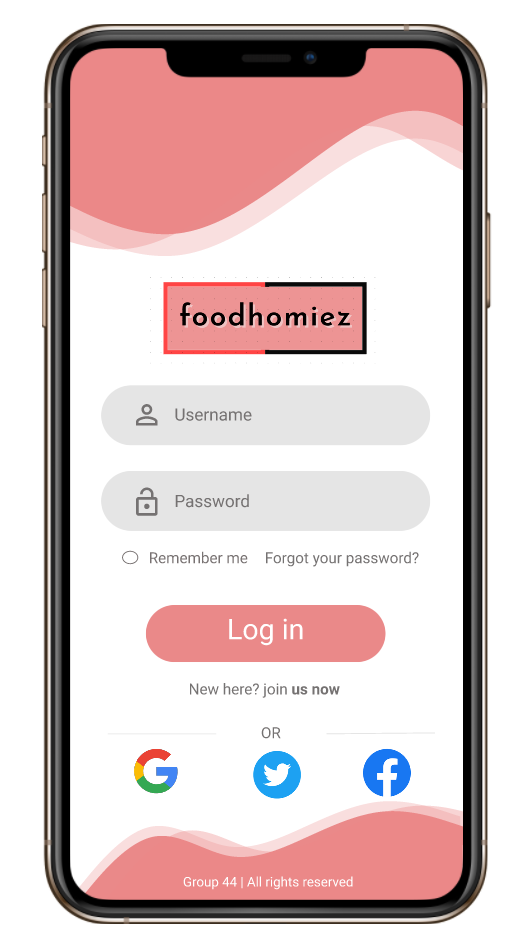 foodhomiez
Username
Password
Remember me Forgot your password?
Log in
New here? join us now
OR
Group 44 | All rights reserved